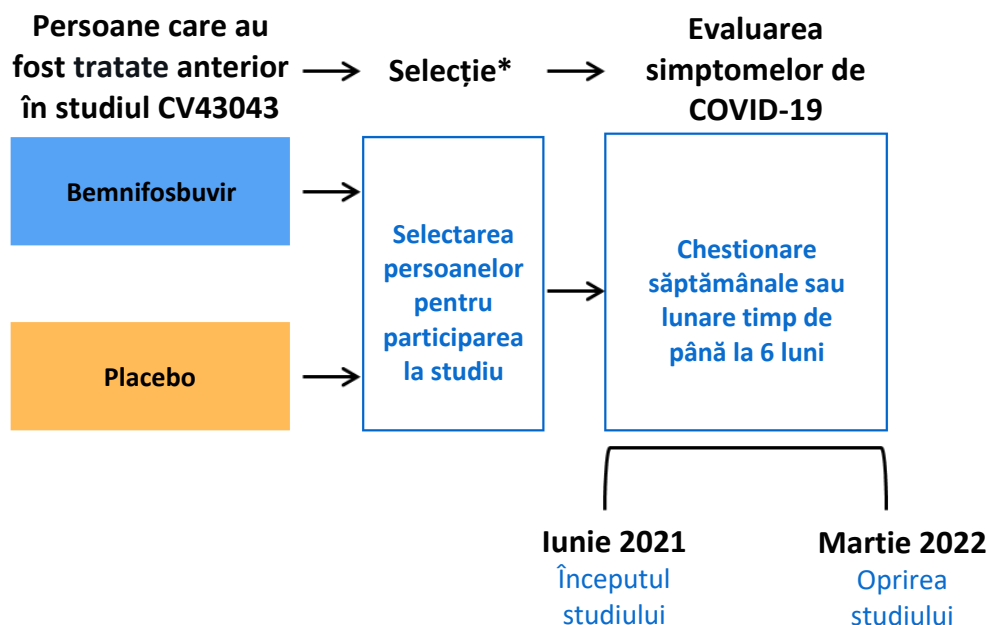 Persoane care au
fost tratate anterior
în studiul CV43043
Selecție*
Evaluarea
simptomelor de
COVID-19
Bemnifosbuvir
Placebo
Selectarea
persoanelor
pentru
participarea
la studiu
Chestionare
săptămânale sau
lunare timp de
până la 6 luni
Iunie 2021
Începutul
studiului
Martie 2022
Oprirea
studiului